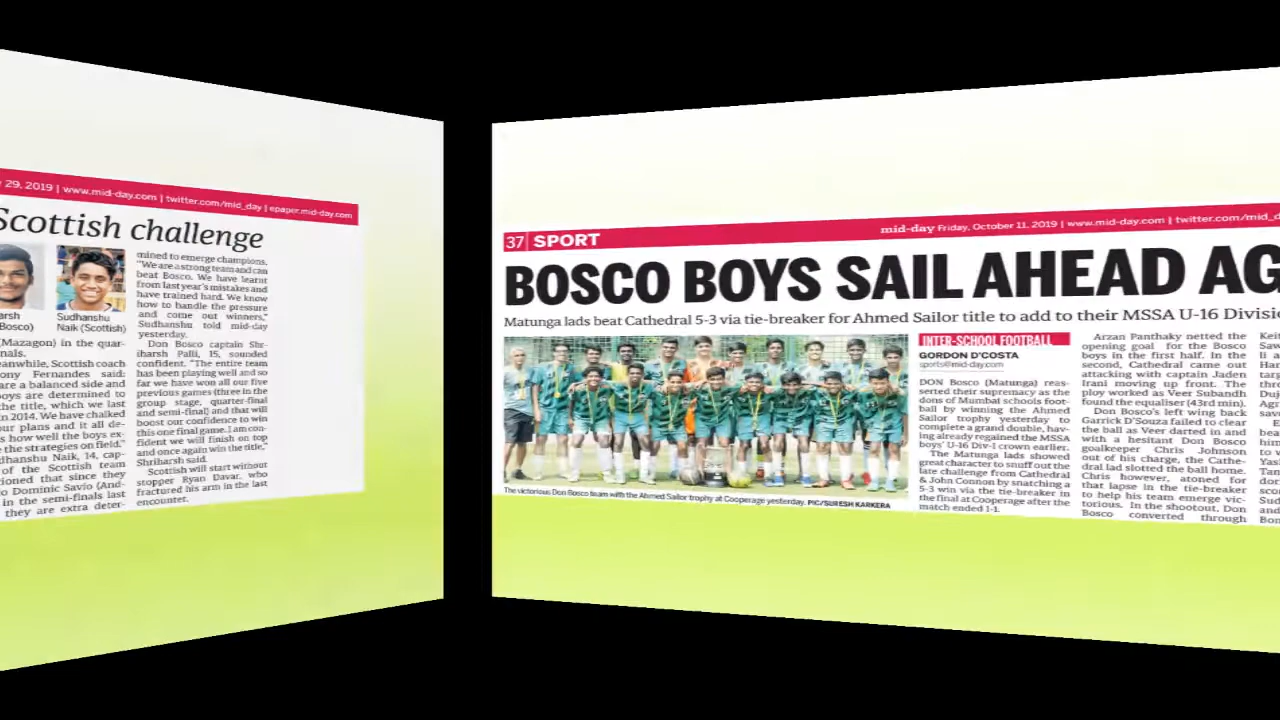 29, 2019 | www.mid-day.com | twitter.com/mid_day | epaper.mid-day.com
Scottish challenge
Sudhanshu
Naik (Scottish)
Bosco)
(Mazagon) in the quar-
Scottish coach
Fernandes said:
are a balanced side and
are determined to
the title, which we last
in 2014. We have chalked
our plans and it all de-
how well the boys ex-
the strategies on field."
Naik, 14, cap-
of the Scottish team
that since they
Dominic Savio (And-
in the semi-finals last
they are extra deter-
mined to emerge champions.
"We are a strong team and can
beat Bosco. We have learnt
from last year's mistakes and
have trained hard. We know
how to handle the pressure
and come out winners,"
Sudhanshu told mid-day
yesterday.
Don Bosco captain Shr-
iharsh Palli, 15, sounded
confident. "The entire team
has been playing well and so
far we have won all our five
previous games (three in the
group stage, quarter-final
and semi-final) and that will
boost our confidence to win
this one final game. I am con-
fident we will finish on top
and once again win the title,"
Shriharsh said.
Scottish will start without
stopper Ryan Davar, who
fractured his arm in the last
encounter.
37 SPORT
mid-day Friday, October 11, 2019 | www.mid-day.com | twitter.com/mid_d
BOSCO BOYS SAIL AHEAD AG
Matunga lads beat Cathedral 5-3 via tie-breaker for Ahmed Sailor title to add to their MSSA U-16 Divisio
The victorious Don Bosco team with the Ahmed Sailor trophy at Cooperage yesterday. PIC/SURESH KARKERA
INTER-SCHOOL FOOTBALL
GORDON D'COSTA
sports@mid-day.com
DON Bosco (Matunga) reas-
serted their supremacy as the
dons of Mumbai schools foot-
ball by winning the Ahmed
Sailor trophy yesterday to
complete a grand double, hav-
ing already regained the MSSA
boys' U-16 Div-1 crown earlier.
The Matunga lads showed
great character to snuff out the
late challenge from Cathedral
& John Connon by snatching a
5-3 win via the tie-breaker in
the final at Cooperage after the
match ended 1-1.
Arzan Panthaky netted the
opening goal for the Bosco
boys in the first half. In the
second, Cathedral came out
attacking with captain Jaden
Irani moving up front. The
ploy worked as Veer Subandh
found the equaliser (43rd min).
Don Bosco's left wing back
Garrick D'Souza failed to clear
the ball as Veer darted in and
with a hesitant Don Bosco
goalkeeper Chris Johnson
out of his charge, the Cathe-
dral lad slotted the ball home.
Chris however, atoned for
that lapse in the tie-breaker
to help his team emerge vic-
torious. In the shootout, Don
Bosco converted through